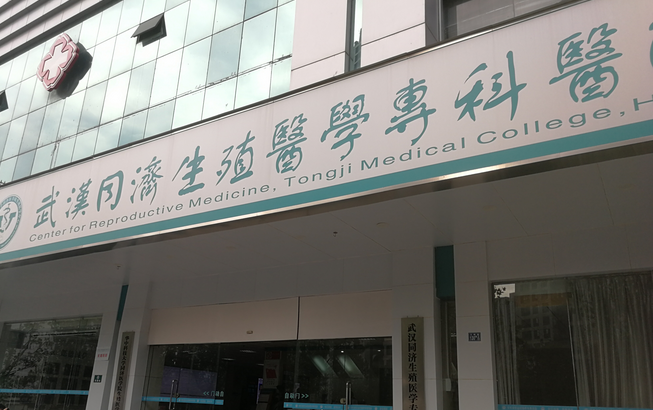 武漢同濟生殖醫學專科醫
Center for Reproductive Medicine, Tongji Medical College, H
武汉同济生殖医学专